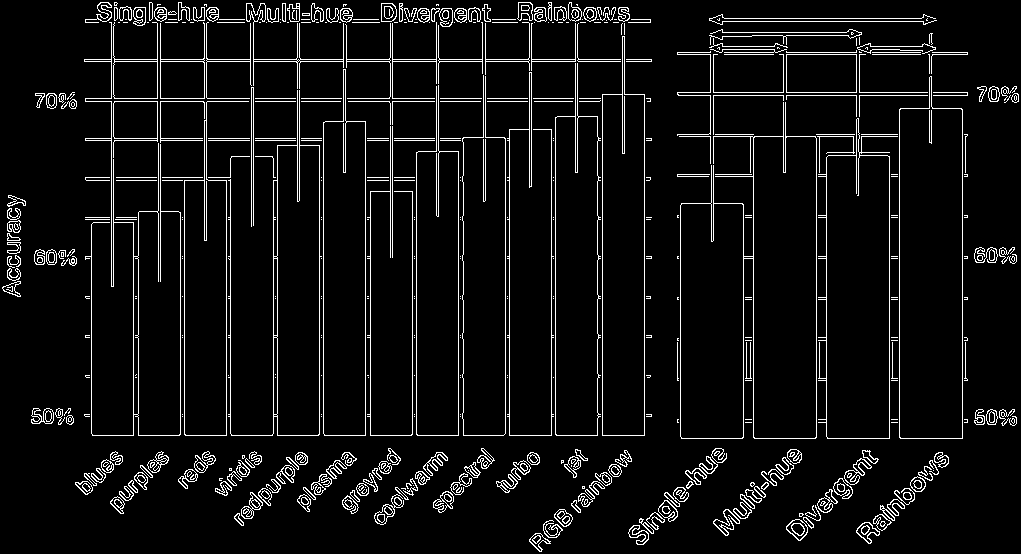 Single-hue Multi-hue Divergent Rainbows
70%
60%
50%
Accuracy
blues
purples
reds
viridis
redpurple
plasma
greyred
coolwarm
spectral
turbo
jet
RGB rainbow
70%
60%
50%
Single-hue
Multi-hue
Divergent
Rainbows